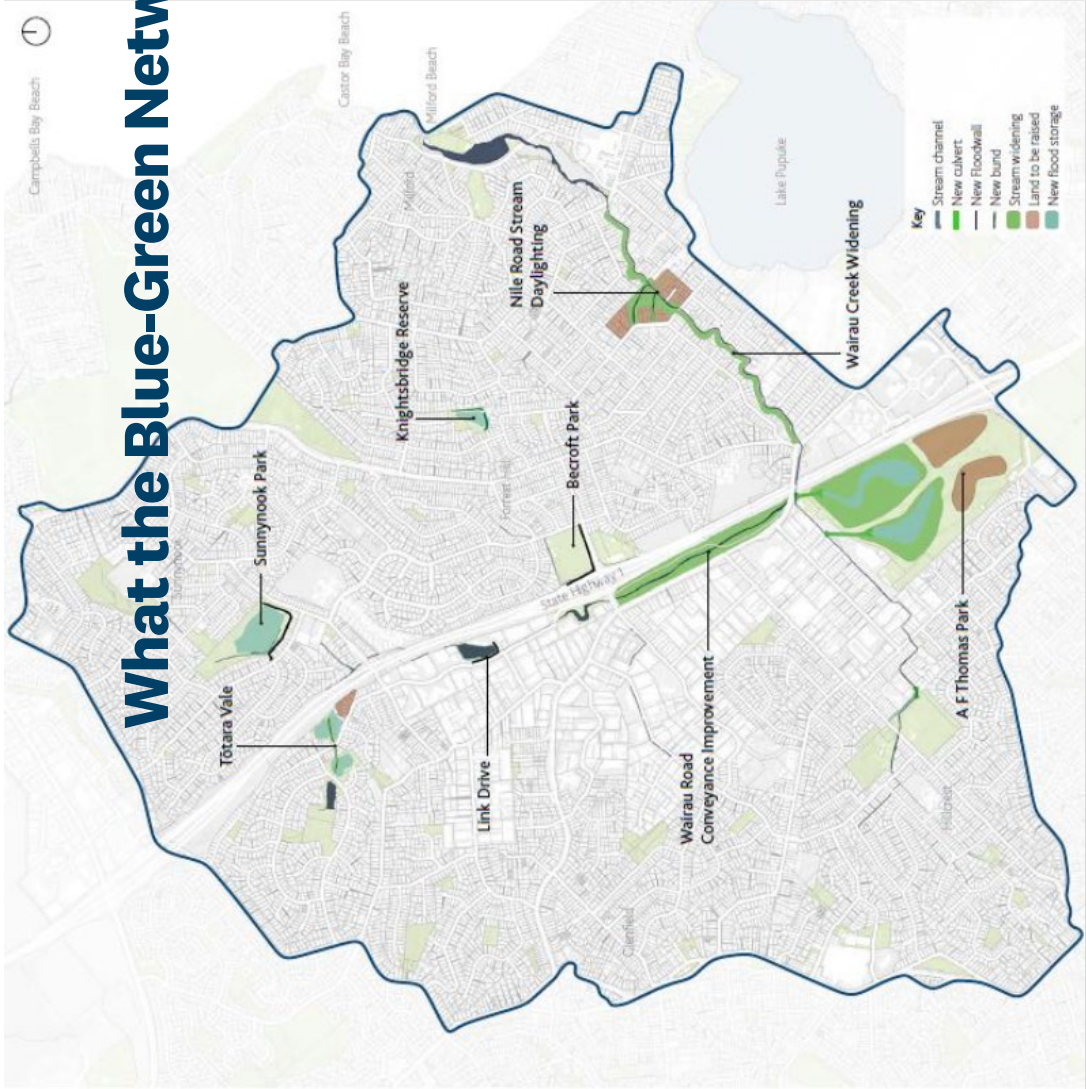 What the Blue-Green Netw
Campbells Bay Beach
Castor Bay Beach
Milford Beach
Sunnynook Park
Tōtara Vale
Knightsbridge Reserve
Milford
Nile Road Stream
Daylighting
Forrest Hill
Becroft Park
State Highway 1
Link Drive
Lake Pupuke
Wairau Creek Widening
Wairau Road
Conveyance Improvement
A F Thomas Park
Glenfield
Hillcrest
Key
Stream channel
New culvert
New Floodwall
New bund
Stream widening
Land to be raised
New flood storage